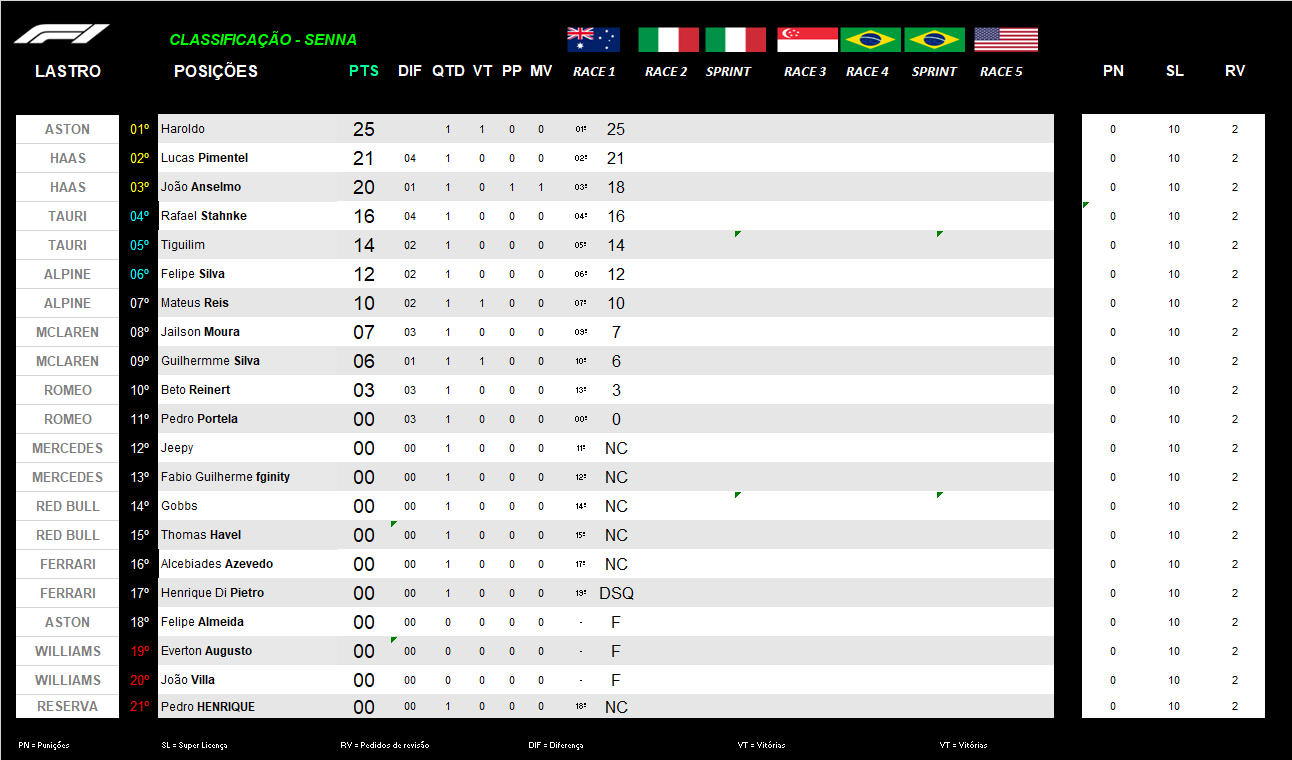 F1
CLASSIFICAÇÃO - SENNA
LASTRO POSIÇÕES PTS DIF QTD VT PP MV RACE 1 RACE 2 SPRINT RACE 3 RACE 4 SPRINT RACE 5 PN SL RV
ASTON 01º Haroldo 25 1 1 0 0 01º 25 0 10 2
HAAS 02º Lucas Pimentel 21 04 1 0 0 0 02º 21 0 10 2
HAAS 03º João Anselmo 20 01 1 0 1 1 03º 18 0 10 2
TAURI 04º Rafael Stahnke 16 04 1 0 0 0 04º 16 0 10 2
TAURI 05º Tiguilim 14 02 1 0 0 0 05º 14 0 10 2
ALPINE 06º Felipe Silva 12 02 1 0 0 0 06º 12 0 10 2
ALPINE 07º Mateus Reis 10 02 1 1 0 0 07º 10 0 10 2
MCLAREN 08º Jailson Moura 07 03 1 0 0 0 09º 7 0 10 2
MCLAREN 09º Guilhermme Silva 06 01 1 1 0 0 10º 6 0 10 2
ROMEO 10º Beto Reinert 03 03 1 0 0 0 13º 3 0 10 2
ROMEO 11º Pedro Portela 00 03 1 0 0 0 00º 0 0 10 2
MERCEDES 12º Jeepy 00 00 1 0 0 0 11º NC 0 10 2
MERCEDES 13º Fabio Guilherme fginity 00 00 1 0 0 0 12º NC 0 10 2
RED BULL 14º Gobbs 00 00 1 0 0 0 14º NC 0 10 2
RED BULL 15º Thomas Havel 00 00 1 0 0 0 15º NC 0 10 2
FERRARI 16º Alcebiades Azevedo 00 00 1 0 0 0 17º NC 0 10 2
FERRARI 17º Henrique Di Pietro 00 00 1 0 0 0 19º DSQ 0 10 2
ASTON 18º Felipe Almeida 00 00 0 0 0 0 - F 0 10 2
WILLIAMS 19º Everton Augusto 00 00 0 0 0 0 - F 0 10 2
WILLIAMS 20º João Villa 00 00 0 0 0 0 - F 0 10 2
RESERVA 21º Pedro HENRIQUE 00 00 1 0 0 0 18º NC 0 10 2
PN = Punições SL = Super Licença RV = Pedidos de revisão DIF = Diferença VT = Vitórias VT = Vitórias